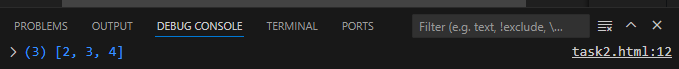 PROBLEMS OUTPUT DEBUG CONSOLE TERMINAL PORTS Filter (e.g. text, !exclude, \...
> (3) [2, 3, 4] task2.html:12